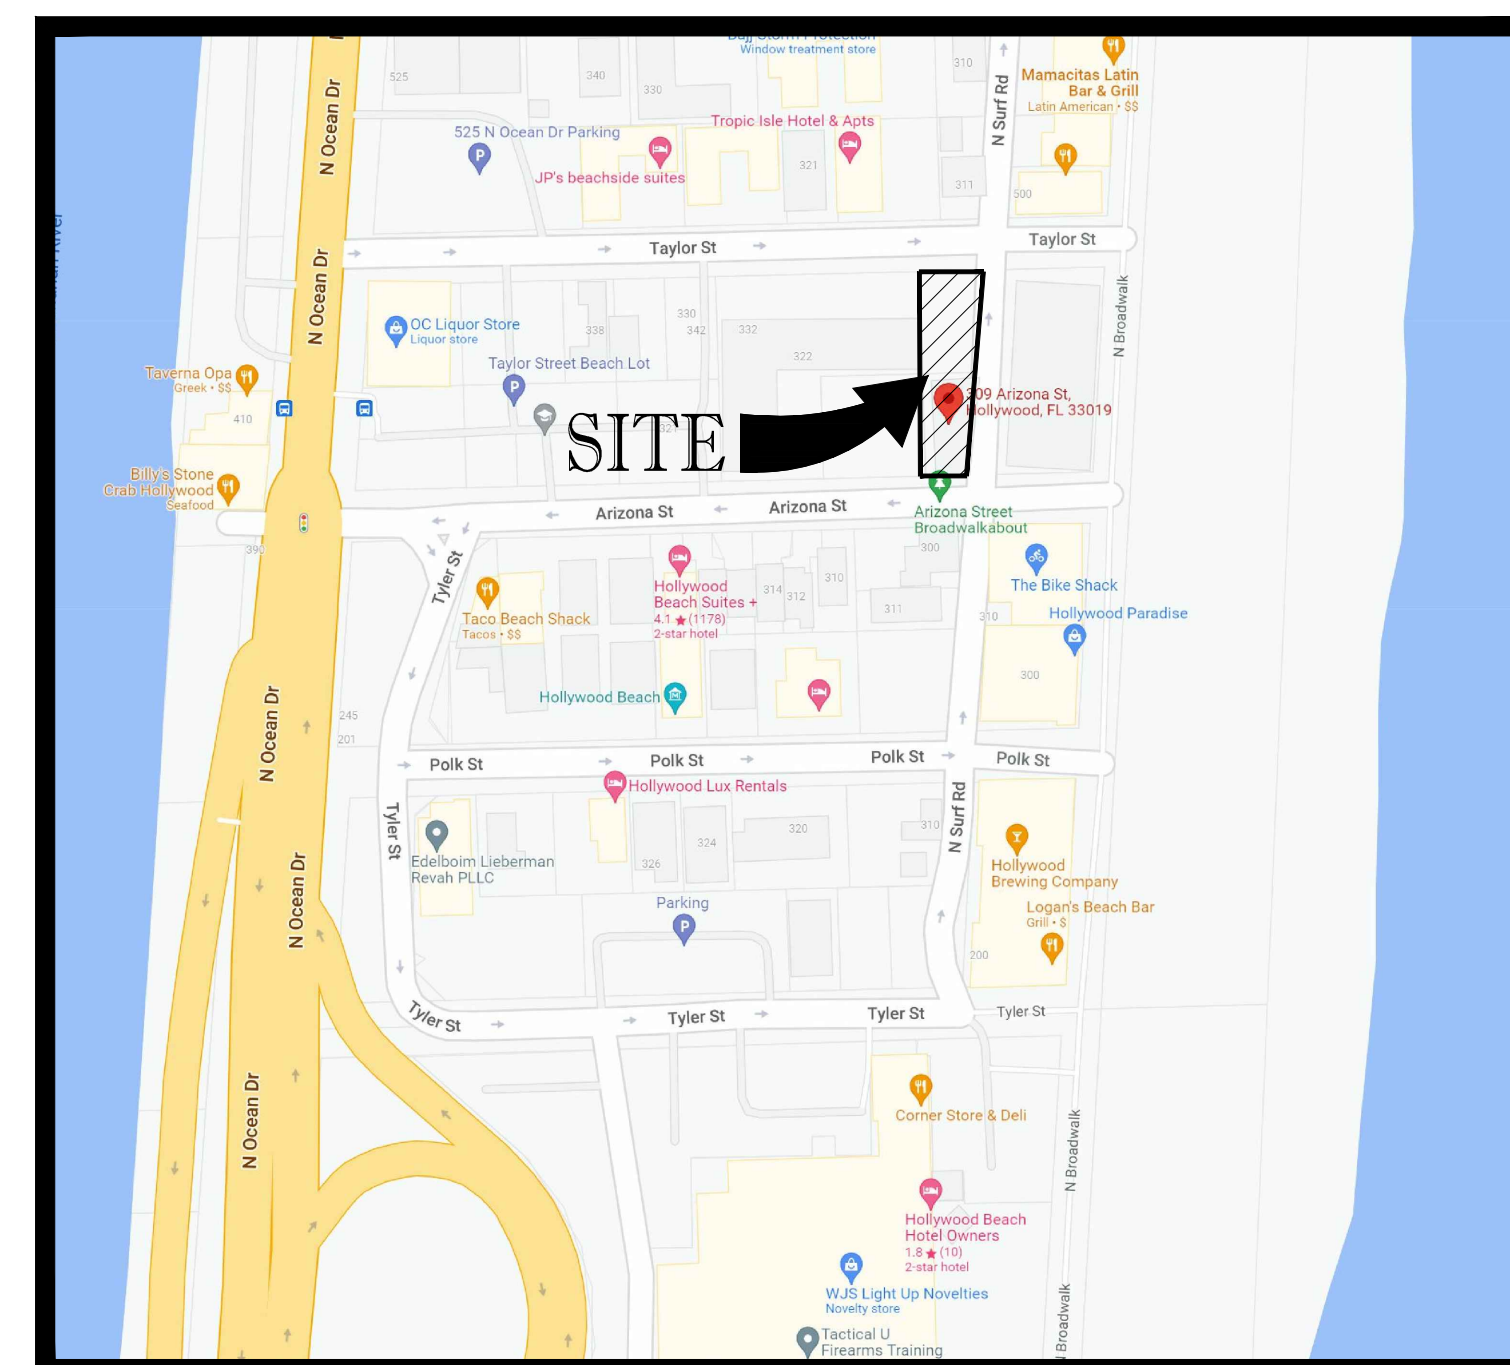 Window treatment store
525
340
330
310
N Ocean Dr
N Surf Rd
Mamacitas Latin
Bar & Grill
Latin American • $$
525 N Ocean Dr Parking
Tropic Isle Hotel & Apts
JP's beachside suites
321
311
500
Taylor St
Taylor St
N Ocean Dr
N Broadwalk
OC Liquor Store
Liquor store
338
330
342
332
322
Taylor Street Beach Lot
Taverna Opa
Greek • $$
410
SITE
321
309 Arizona St,
Hollywood, FL 33019
Billy's Stone
Crab Hollywood
Seafood
Arizona St
Arizona St
Arizona Street
Broadwalkabout
390
300
Tyler St
Hollywood
Beach Suites +
4.1 ★ (1178)
2-star hotel
314
312
310
311
The Bike Shack
310
Hollywood Paradise
Taco Beach Shack
Tacos • $$
300
Hollywood Beach
245
201
N Ocean Dr
Polk St
Polk St
Polk St
Polk St
Hollywood Lux Rentals
Tyler St
N Surf Rd
320
310
324
326
Edelboim Lieberman
Revah PLLC
Hollywood
Brewing Company
N Ocean Dr
Parking
Logan's Beach Bar
Grill • $
200
Tyler St
Tyler St
Tyler St
Tyler St
N Ocean Dr
Corner Store & Deli
N Broadwalk
Hollywood Beach
Hotel Owners
1.8 ★ (10)
2-star hotel
WJS Light Up Novelties
Novelty store
N Broadwalk
Tactical U
Firearms Training